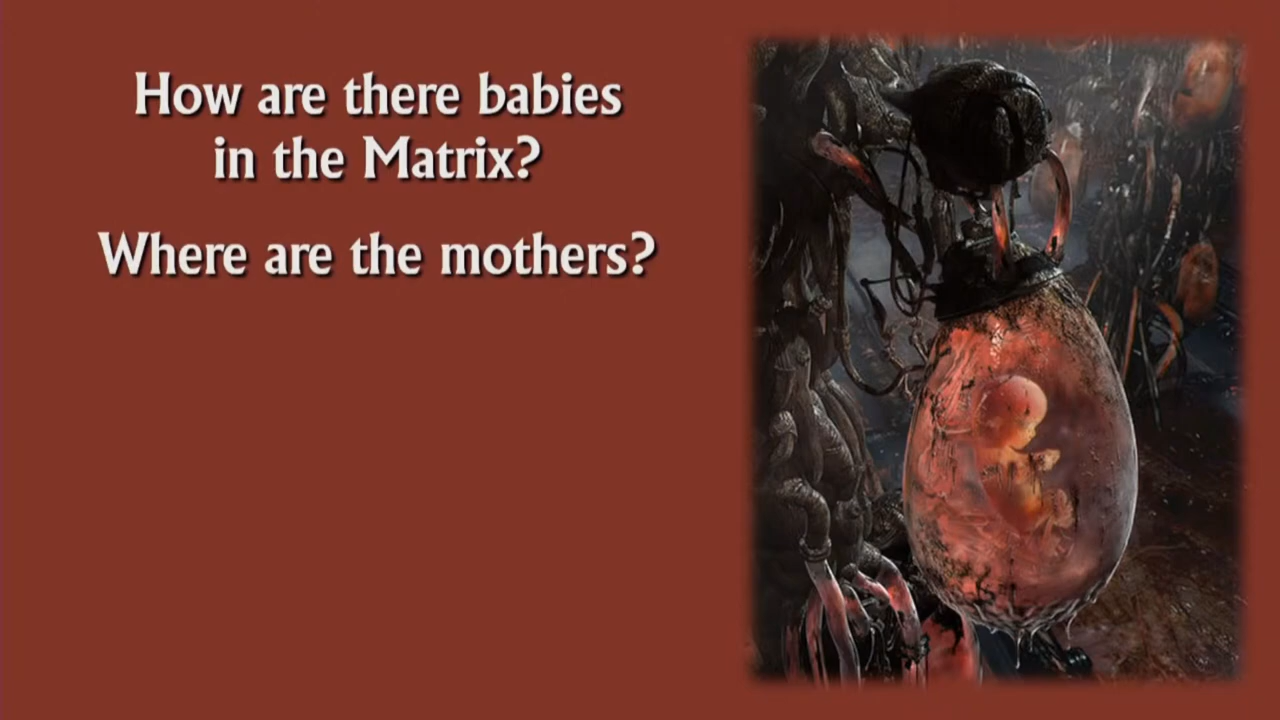 How are there babies
in the Matrix?
Where are the mothers?